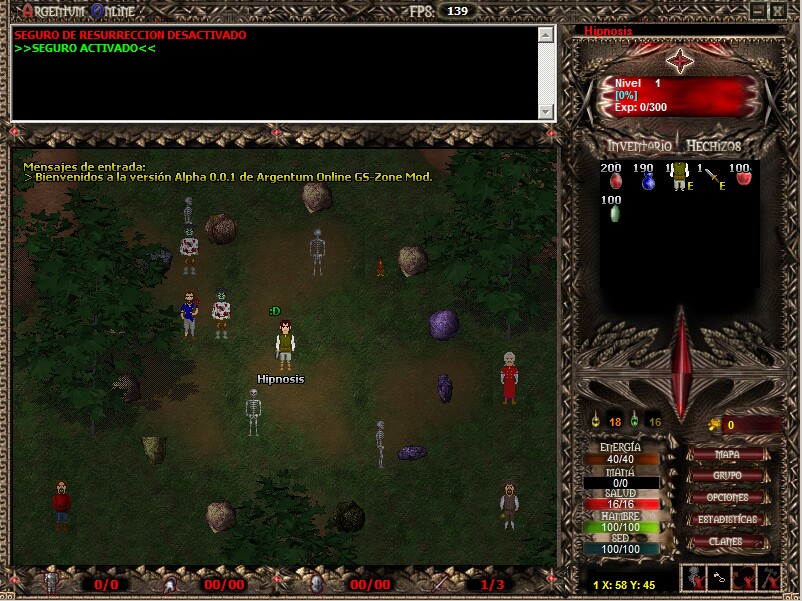 Argentum Online
FPS: 139
SEGURO DE RESURRECCION DESACTIVADO
>>SEGURO ACTIVADO<<
Hipnosis
Nivel 1
[0%]
Exp: 0/300
Inventario Hechizos
200 190 1 1 100
E E
100
Mensajes de entrada:
> Bienvenidos a la versión Alpha 0.0.1 de Argentum Online GS-Zone Mod.
:D
Hipnosis
18 16
0
ENERGÍA
40/40
MANÁ
0/0
SALUD
16/16
HAMBRE
100/100
SED
100/100
MAPA
GRUPO
OPCIONES
ESTADISTÍCAS
CLANES
0/0 00/00 00/00 1/3
1 X: 58 Y: 45